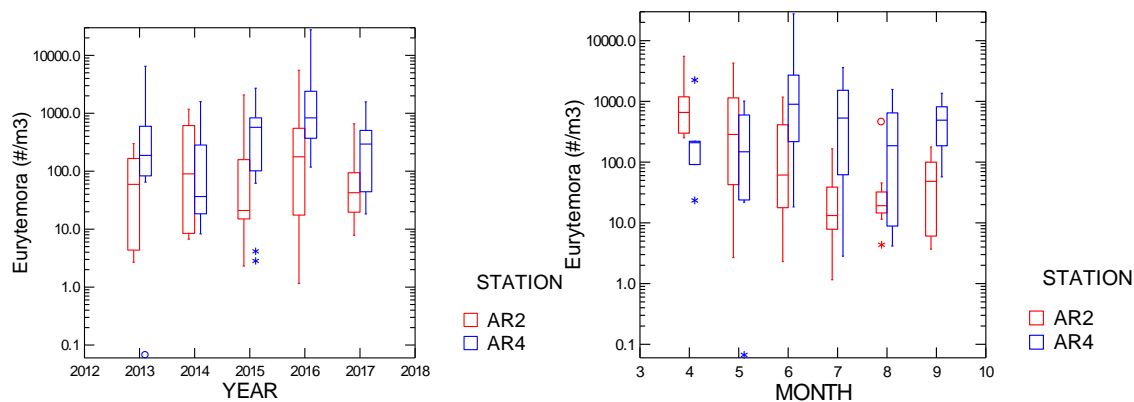 Eurytemora (#/m3)
10000.0
1000.0
100.0
10.0
1.0
0.1
2012 2013 2014 2015 2016 2017 2018
YEAR
STATION
AR2
AR4
Eurytemora (#/m3)
10000.0
1000.0
100.0
10.0
1.0
0.1
3 4 5 6 7 8 9 10
MONTH
STATION
AR2
AR4